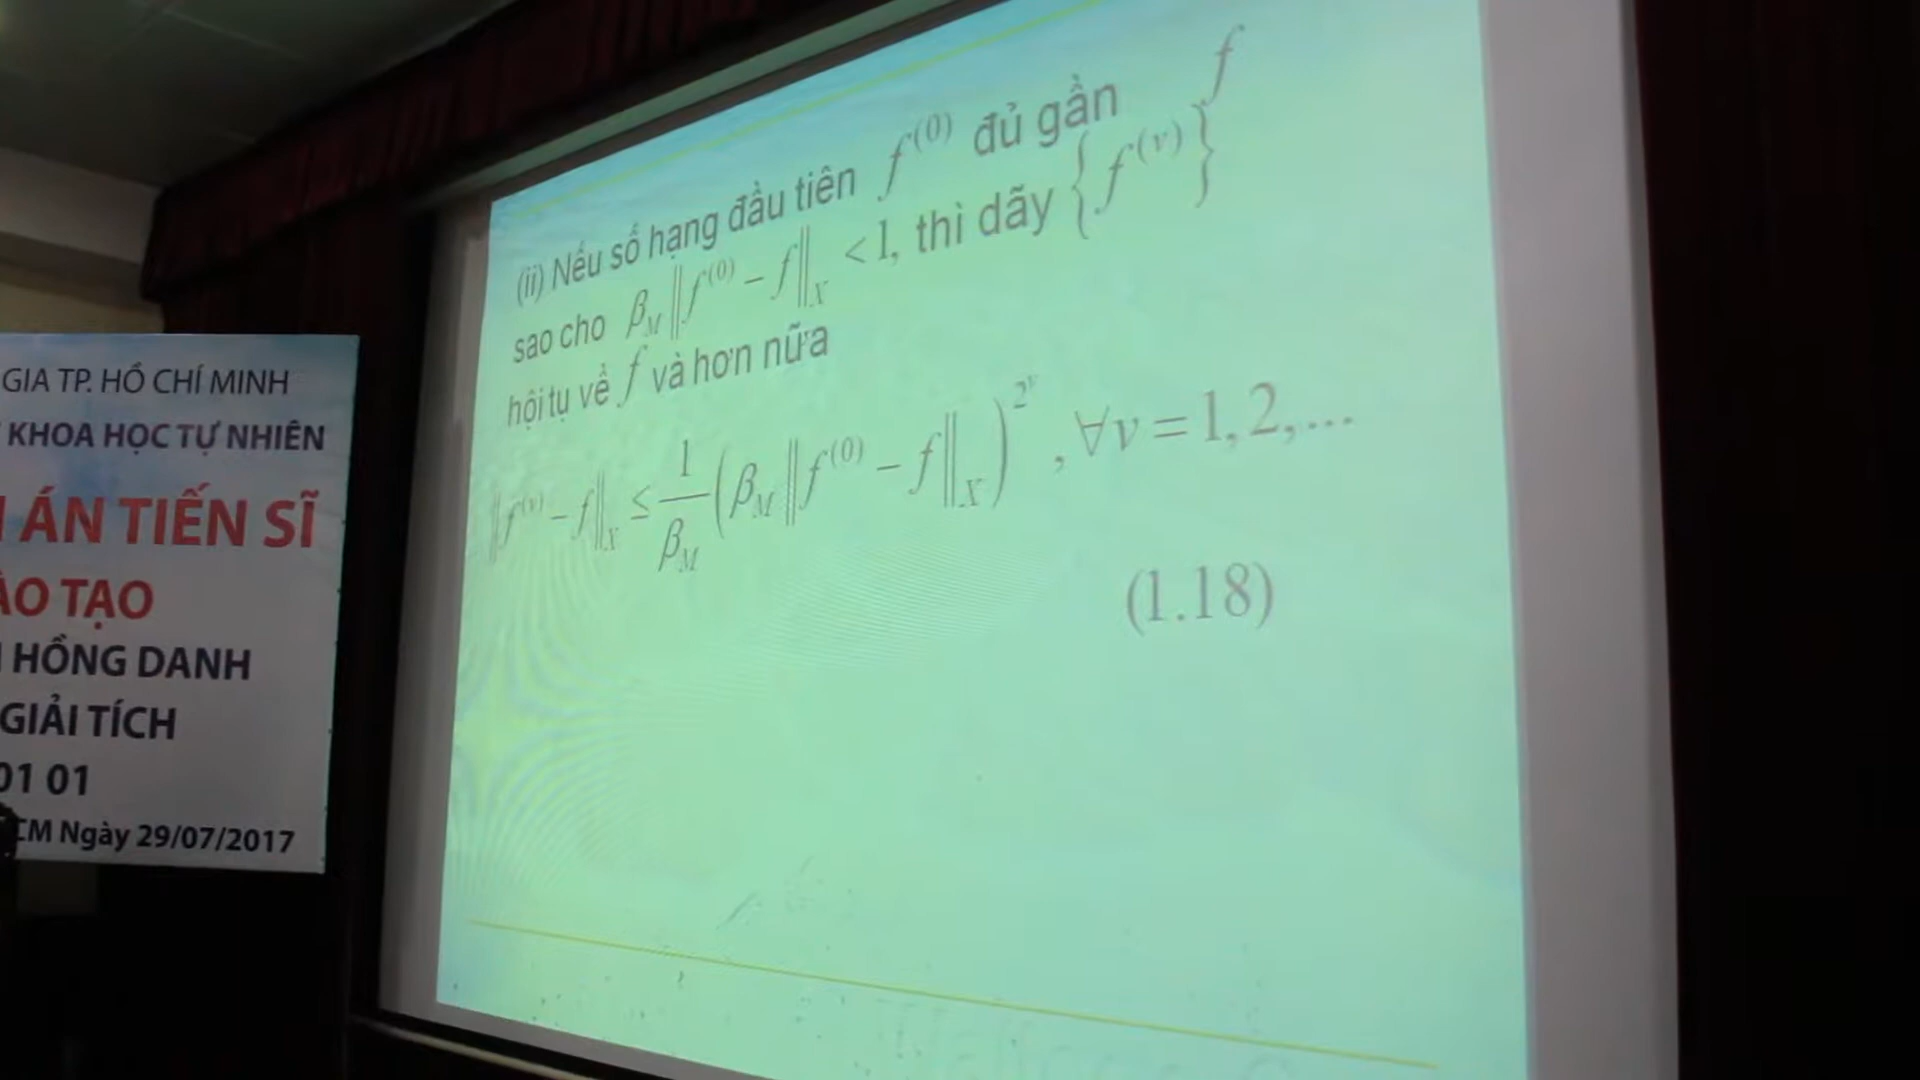 GIA TP. HỒ CHÍ MINH
KHOA HỌC TỰ NHIÊN
ÁN TIẾN SĨ
ÀO TẠO
HỒNG DANH
GIẢI TÍCH
01 01
CM Ngày 29/07/2017
(ii) Nếu số hạng đầu tiên f^{(0)} đủ gần f
sao cho β_M ‖f^{(0)} − f‖_X < 1, thì dãy {f^{(v)}}
hội tụ về f và hơn nữa
‖f^{(v)} − f‖_X ≤ \frac{1}{β_M} (β_M ‖f^{(0)} − f‖_X)^{2^v}, ∀v = 1, 2, ...
(1.18)